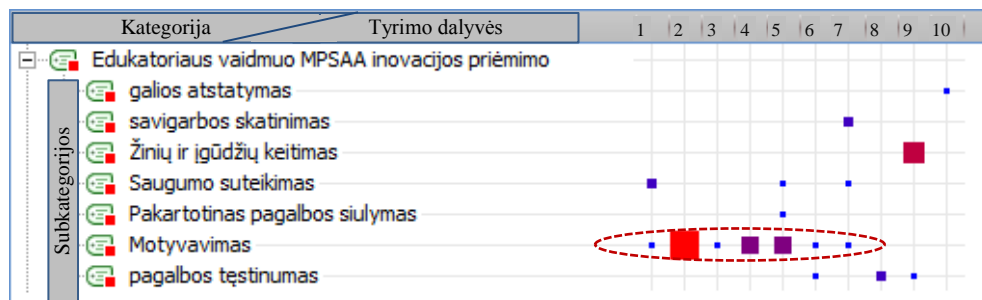 Kategorija Tyrimo dalyvės 1 2 3 4 5 6 7 8 9 10
Edukatoriaus vaidmuo MPSAA inovacijos priėmimo
Subkategorijos
galios atstatymas
savigarbos skatinimas
Žinių ir įgūdžių keitimas
Saugumo suteikimas
Pakartotinas pagalbos siulymas
Motyvavimas
pagalbos tęstinumas